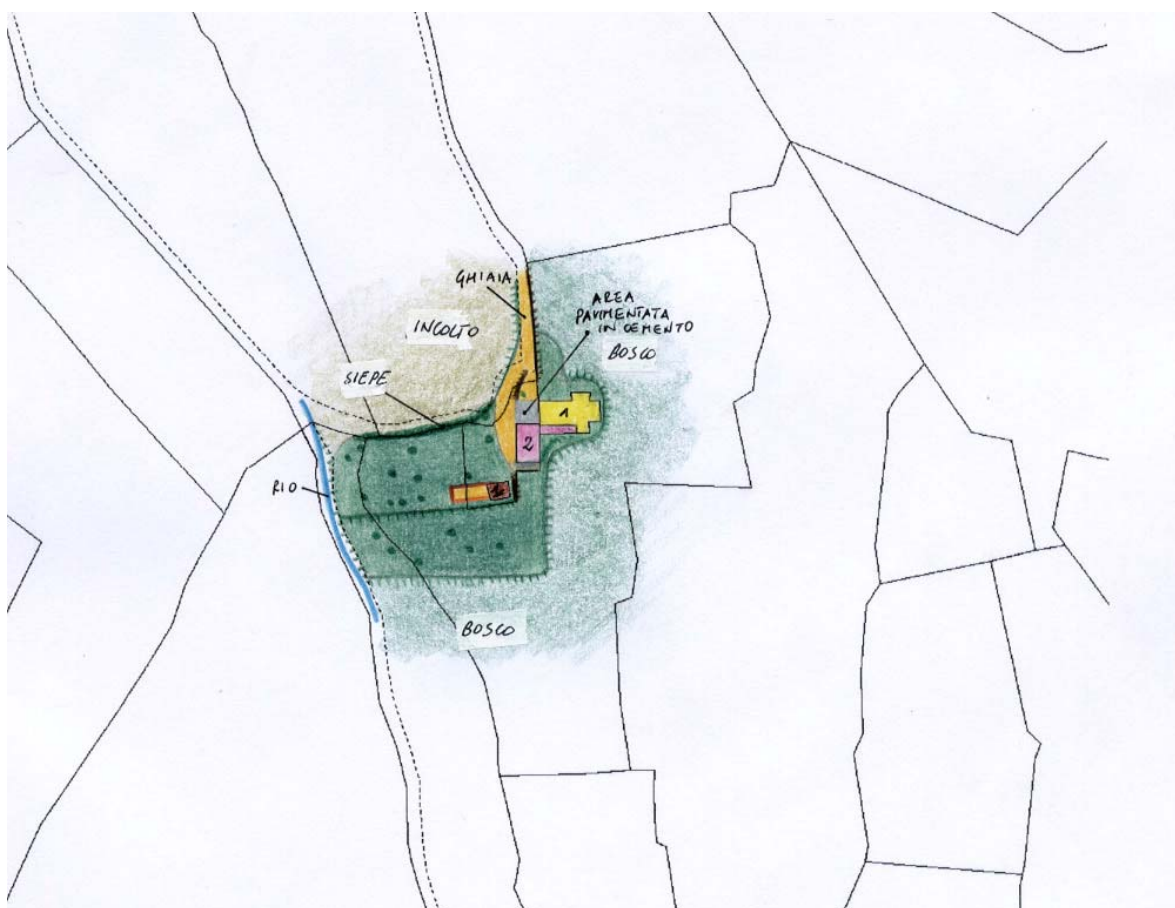 GHIAIA
AREA
PAVIMENTATA
IN CEMENTO
INCOLTO
BOSCO
SIEPE
1
2
RIO
BOSCO